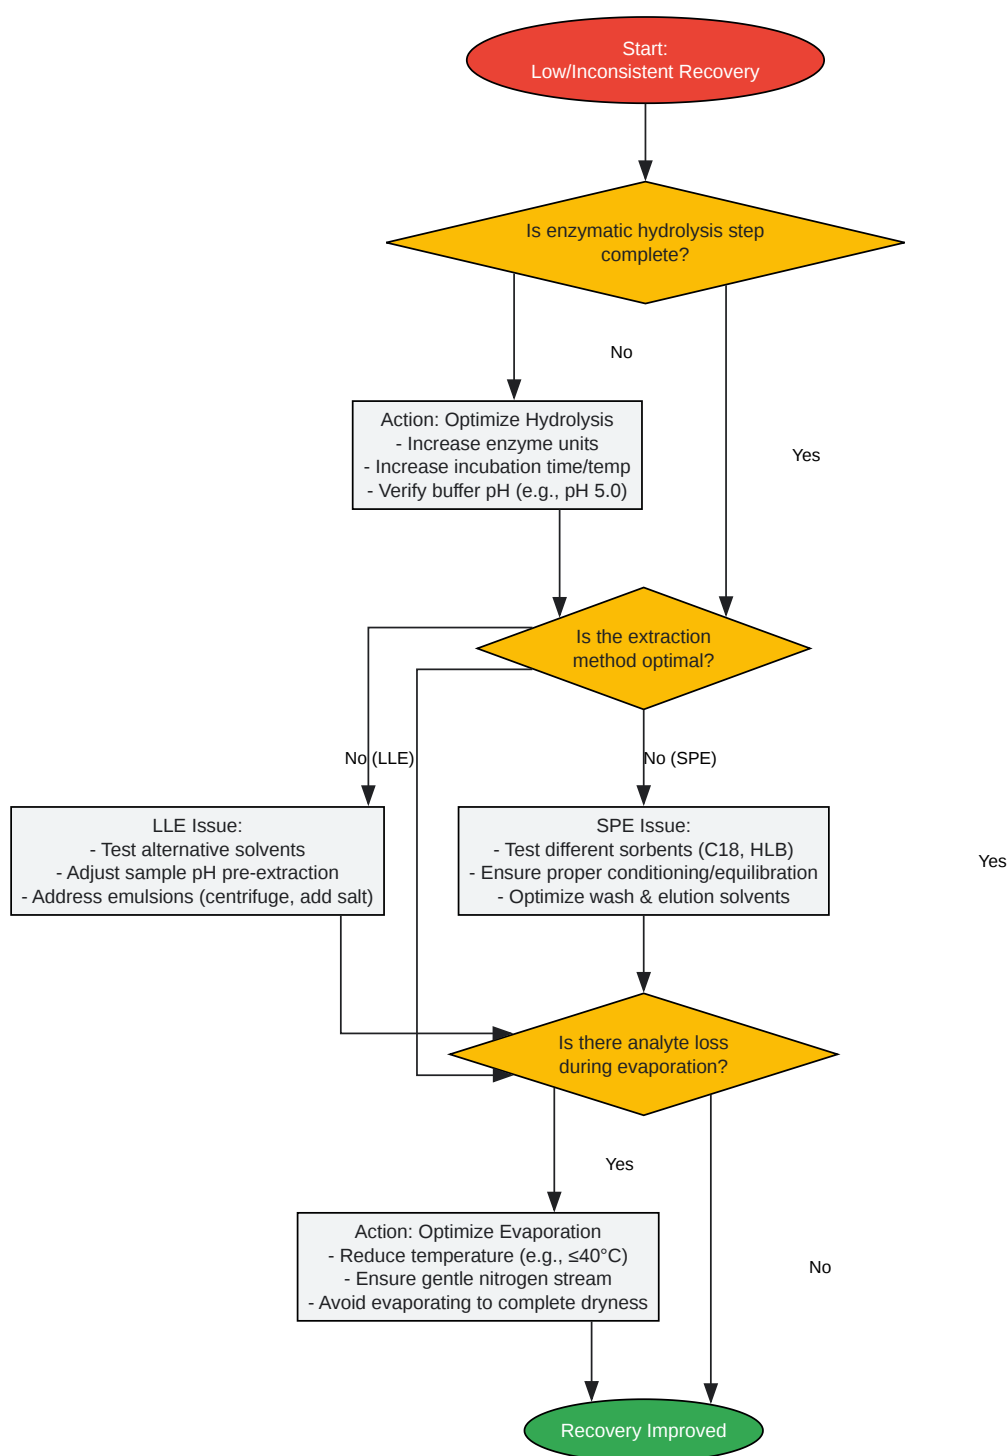 Start:
Low/Inconsistent Recovery
Is enzymatic hydrolysis step
complete?
No
Action: Optimize Hydrolysis
- Increase enzyme units
- Increase incubation time/temp
- Verify buffer pH (e.g., pH 5.0)
Yes
Is the extraction
method optimal?
No (LLE)
No (SPE)
LLE Issue:
- Test alternative solvents
- Adjust sample pH pre-extraction
- Address emulsions (centrifuge, add salt)
SPE Issue:
- Test different sorbents (C18, HLB)
- Ensure proper conditioning/equilibration
- Optimize wash & elution solvents
Yes
Is there analyte loss
during evaporation?
Yes
Action: Optimize Evaporation
- Reduce temperature (e.g., ≤40°C)
- Ensure gentle nitrogen stream
- Avoid evaporating to complete dryness
No
Recovery Improved